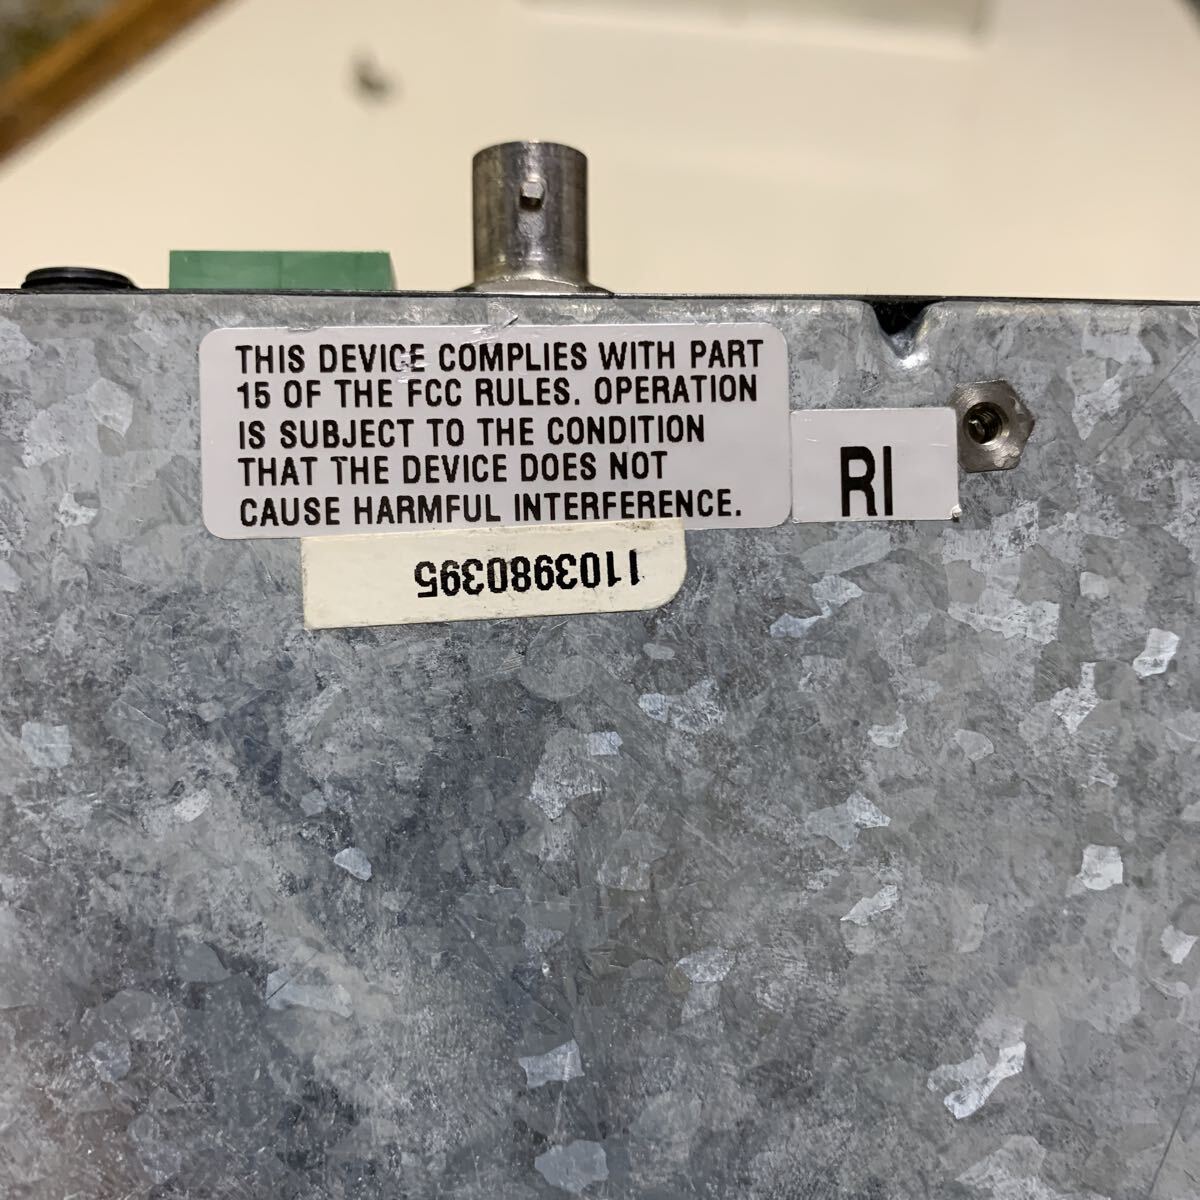 THIS DEVICE COMPLIES WITH PART
15 OF THE FCC RULES. OPERATION
IS SUBJECT TO THE CONDITION
THAT THE DEVICE DOES NOT
CAUSE HARMFUL INTERFERENCE.
RI
1103980395